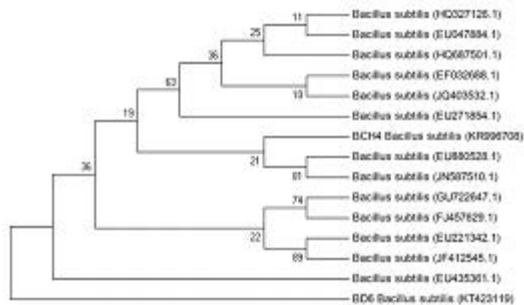 11
Bacillus subtilis (HQ327126.1)
Bacillus subtilis (EU047884.1)
25
Bacillus subtilis (HQ687501.1)
36
Bacillus subtilis (EF032688.1)
Bacillus subtilis (JQ403532.1)
63
Bacillus subtilis (EU271854.1)
19
BCH4 Bacillus subtilis (KR996708)
21
Bacillus subtilis (EU880528.1)
Bacillus subtilis (JN587510.1)
81
36
74
Bacillus subtilis (GU722647.1)
Bacillus subtilis (FJ457629.1)
22
Bacillus subtilis (EU221342.1)
Bacillus subtilis (JF412545.1)
89
Bacillus subtilis (EU435361.1)
BD6 Bacillus subtilis (KT423119)